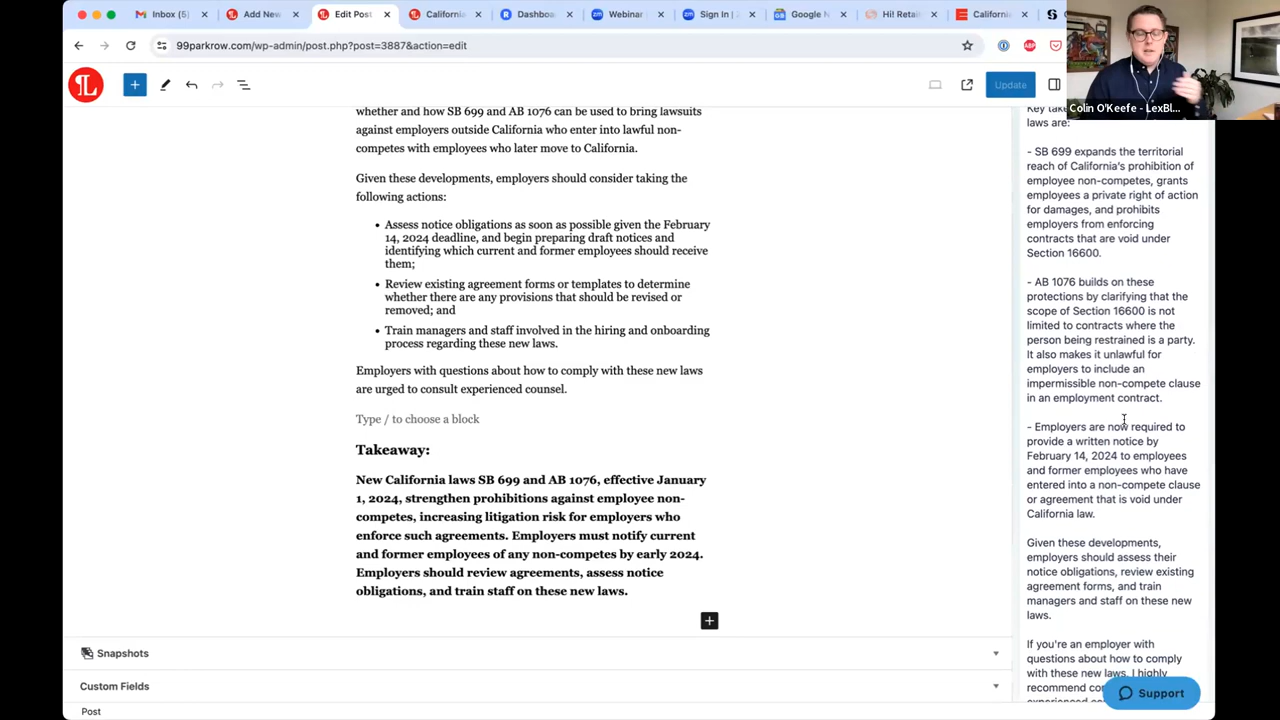 Inbox (5)
Add New
Edit Post
California
Dashboa
Webinar
Sign In |
Google N
Hi! Retai
Californi
99parkrow.com/wp-admin/post.php?post=3887&action=edit
ABP
Update
Colin O'Keefe - LexBl...
whether and how SB 699 and AB 1076 can be used to bring lawsuits
against employers outside California who enter into lawful non-
competes with employees who later move to California.
Given these developments, employers should consider taking the
following actions:
• Assess notice obligations as soon as possible given the February
14, 2024 deadline, and begin preparing draft notices and
identifying which current and former employees should receive
them;
• Review existing agreement forms or templates to determine
whether there are any provisions that should be revised or
removed; and
• Train managers and staff involved in the hiring and onboarding
process regarding these new laws.
Employers with questions about how to comply with these new laws
are urged to consult experienced counsel.
Type / to choose a block
Takeaway:
New California laws SB 699 and AB 1076, effective January
1, 2024, strengthen prohibitions against employee non-
competes, increasing litigation risk for employers who
enforce such agreements. Employers must notify current
and former employees of any non-competes by early 2024.
Employers should review agreements, assess notice
obligations, and train staff on these new laws.
Snapshots
Custom Fields
Post
Key
laws are:
- SB 699 expands the territorial
reach of California's prohibition of
employee non-competes, grants
employees a private right of action
for damages, and prohibits
employers from enforcing
contracts that are void under
Section 16600.
- AB 1076 builds on these
protections by clarifying that the
scope of Section 16600 is not
limited to contracts where the
person being restrained is a party.
It also makes it unlawful for
employers to include an
impermissible non-compete clause
in an employment contract.
- Employers are now required to
provide a written notice by
February 14, 2024 to employees
and former employees who have
entered into a non-compete clause
or agreement that is void under
California law.
Given these developments,
employers should assess their
notice obligations, review existing
agreement forms, and train
managers and staff on these new
laws.
If you're an employer with
questions about how to comply
with these new laws, I highly
recommend
Support